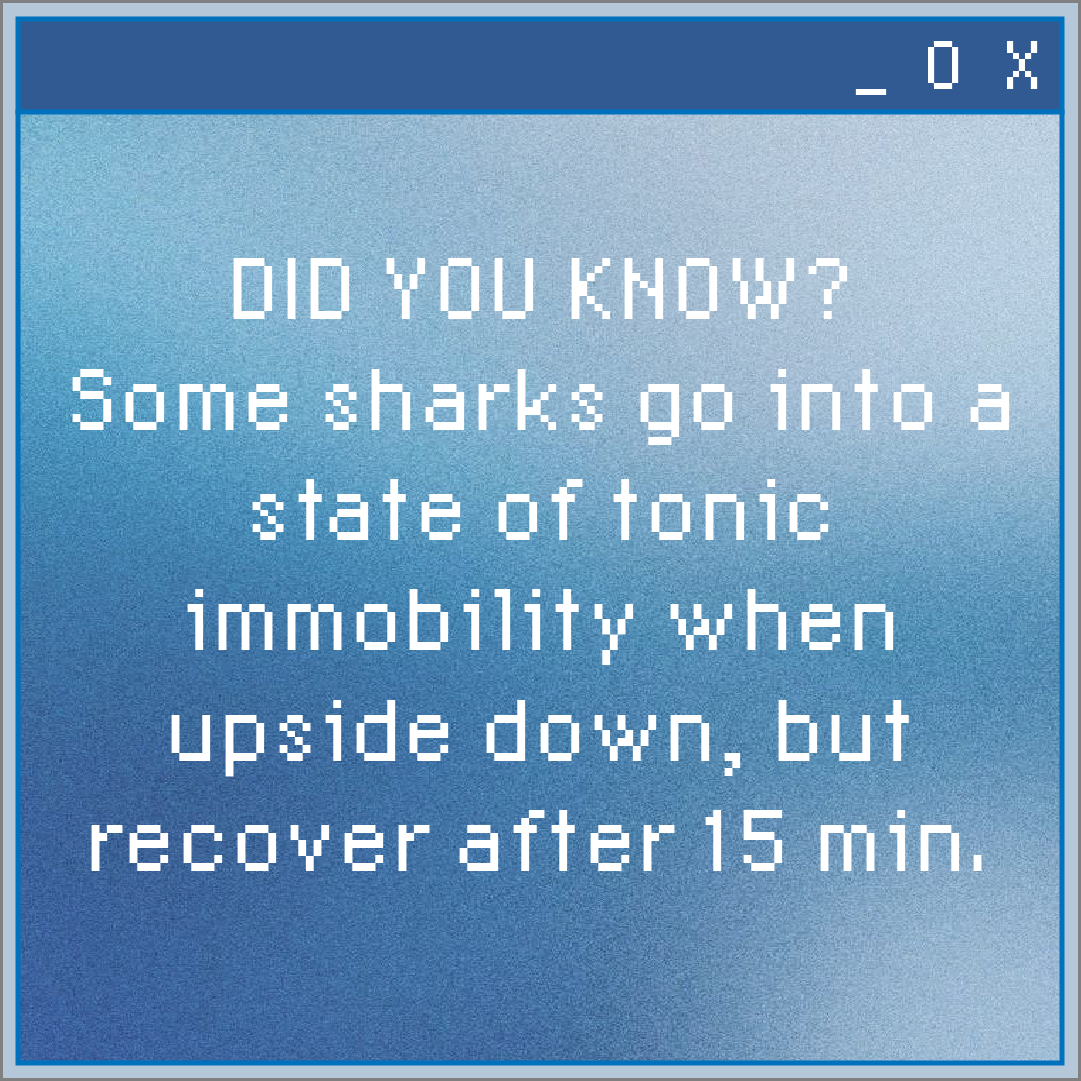 _ O X
DID YOU KNOW?
Some sharks go into a
state of tonic
immobility when
upside down, but
recover after 15 min.